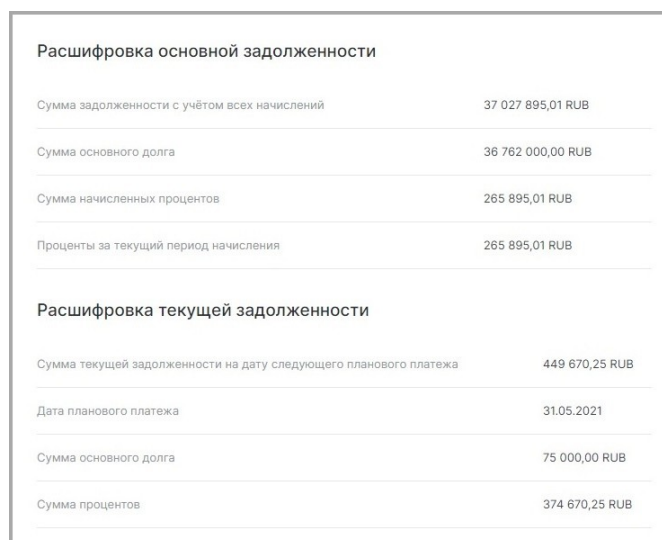 Расшифровка основной задолженности
Сумма задолженности с учётом всех начислений 37 027 895,01 RUB
Сумма основного долга 36 762 000,00 RUB
Сумма начисленных процентов 265 895,01 RUB
Проценты за текущий период начисления 265 895,01 RUB
Расшифровка текущей задолженности
Сумма текущей задолженности на дату следующего планового платежа 449 670,25 RUB
Дата планового платежа 31.05.2021
Сумма основного долга 75 000,00 RUB
Сумма процентов 374 670,25 RUB